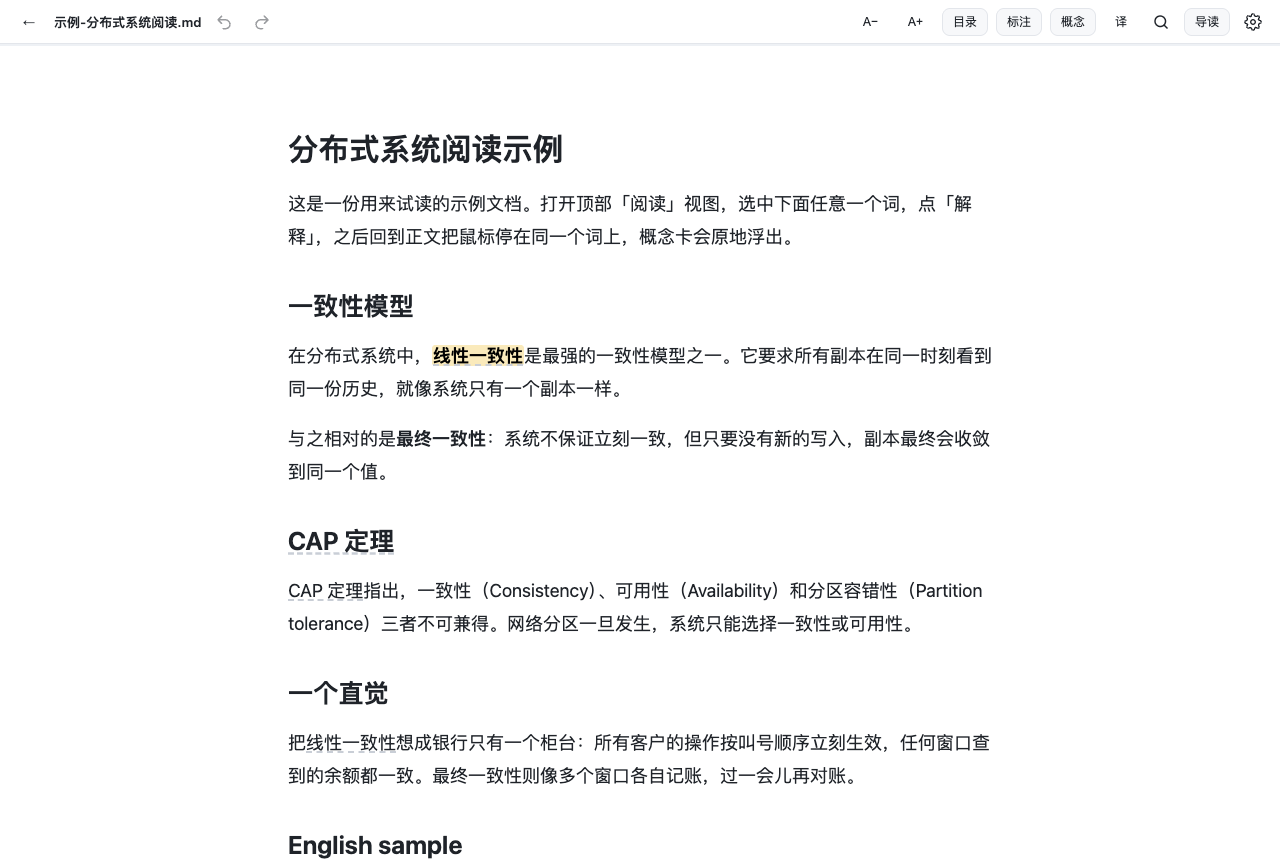 ← 示例-分布式系统阅读.md A− A+ 目录 标注 概念 译 导读
分布式系统阅读示例
这是一份用来试读的示例文档。打开顶部「阅读」视图，选中下面任意一个词，点「解
释」，之后回到正文把鼠标停在同一个词上，概念卡会原地浮出。
一致性模型
在分布式系统中，线性一致性是最强的一致性模型之一。它要求所有副本在同一时刻看到
同一份历史，就像系统只有一个副本一样。
与之相对的是最终一致性：系统不保证立刻一致，但只要没有新的写入，副本最终会收敛
到同一个值。
CAP 定理
CAP 定理指出，一致性（Consistency）、可用性（Availability）和分区容错性（Partition
tolerance）三者不可兼得。网络分区一旦发生，系统只能选择一致性或可用性。
一个直觉
把线性一致性想成银行只有一个柜台：所有客户的操作按叫号顺序立刻生效，任何窗口查
到的余额都一致。最终一致性则像多个窗口各自记账，过一会儿再对账。
English sample